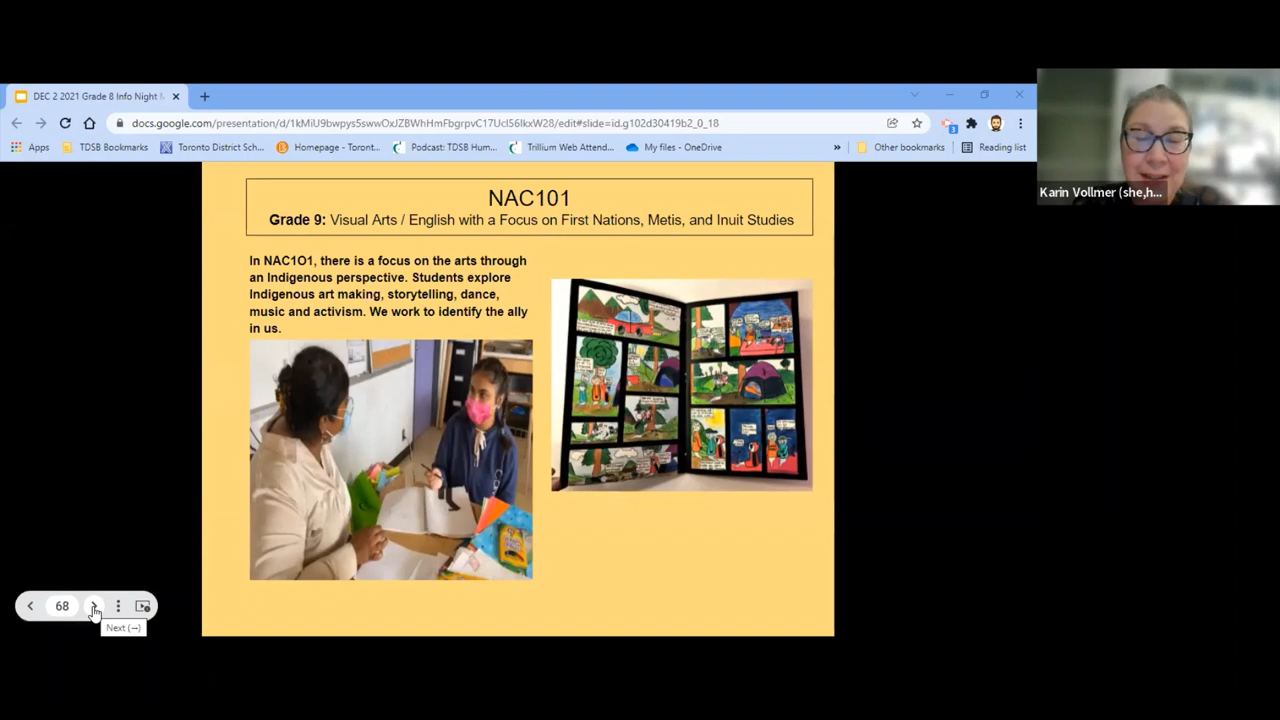 DEC 2 2021 Grade 8 Info Night
docs.google.com/presentation/d/1kMiU9bwpys5swwOxJZBWhHmFbgrpvC17UcI56IkxW28/edit#slide=id.g102d30419b2_0_18
3
Apps TDSB Bookmarks Toronto District Sch... Homepage - Toront... Podcast: TDSB Hum... Trillium Web Attend... My files - OneDrive » Other bookmarks Reading list
Karin Vollmer (she,h...
NAC101
Grade 9: Visual Arts / English with a Focus on First Nations, Metis, and Inuit Studies
In NAC1O1, there is a focus on the arts through
an Indigenous perspective. Students explore
Indigenous art making, storytelling, dance,
music and activism. We work to identify the ally
in us.
68
Next (→)